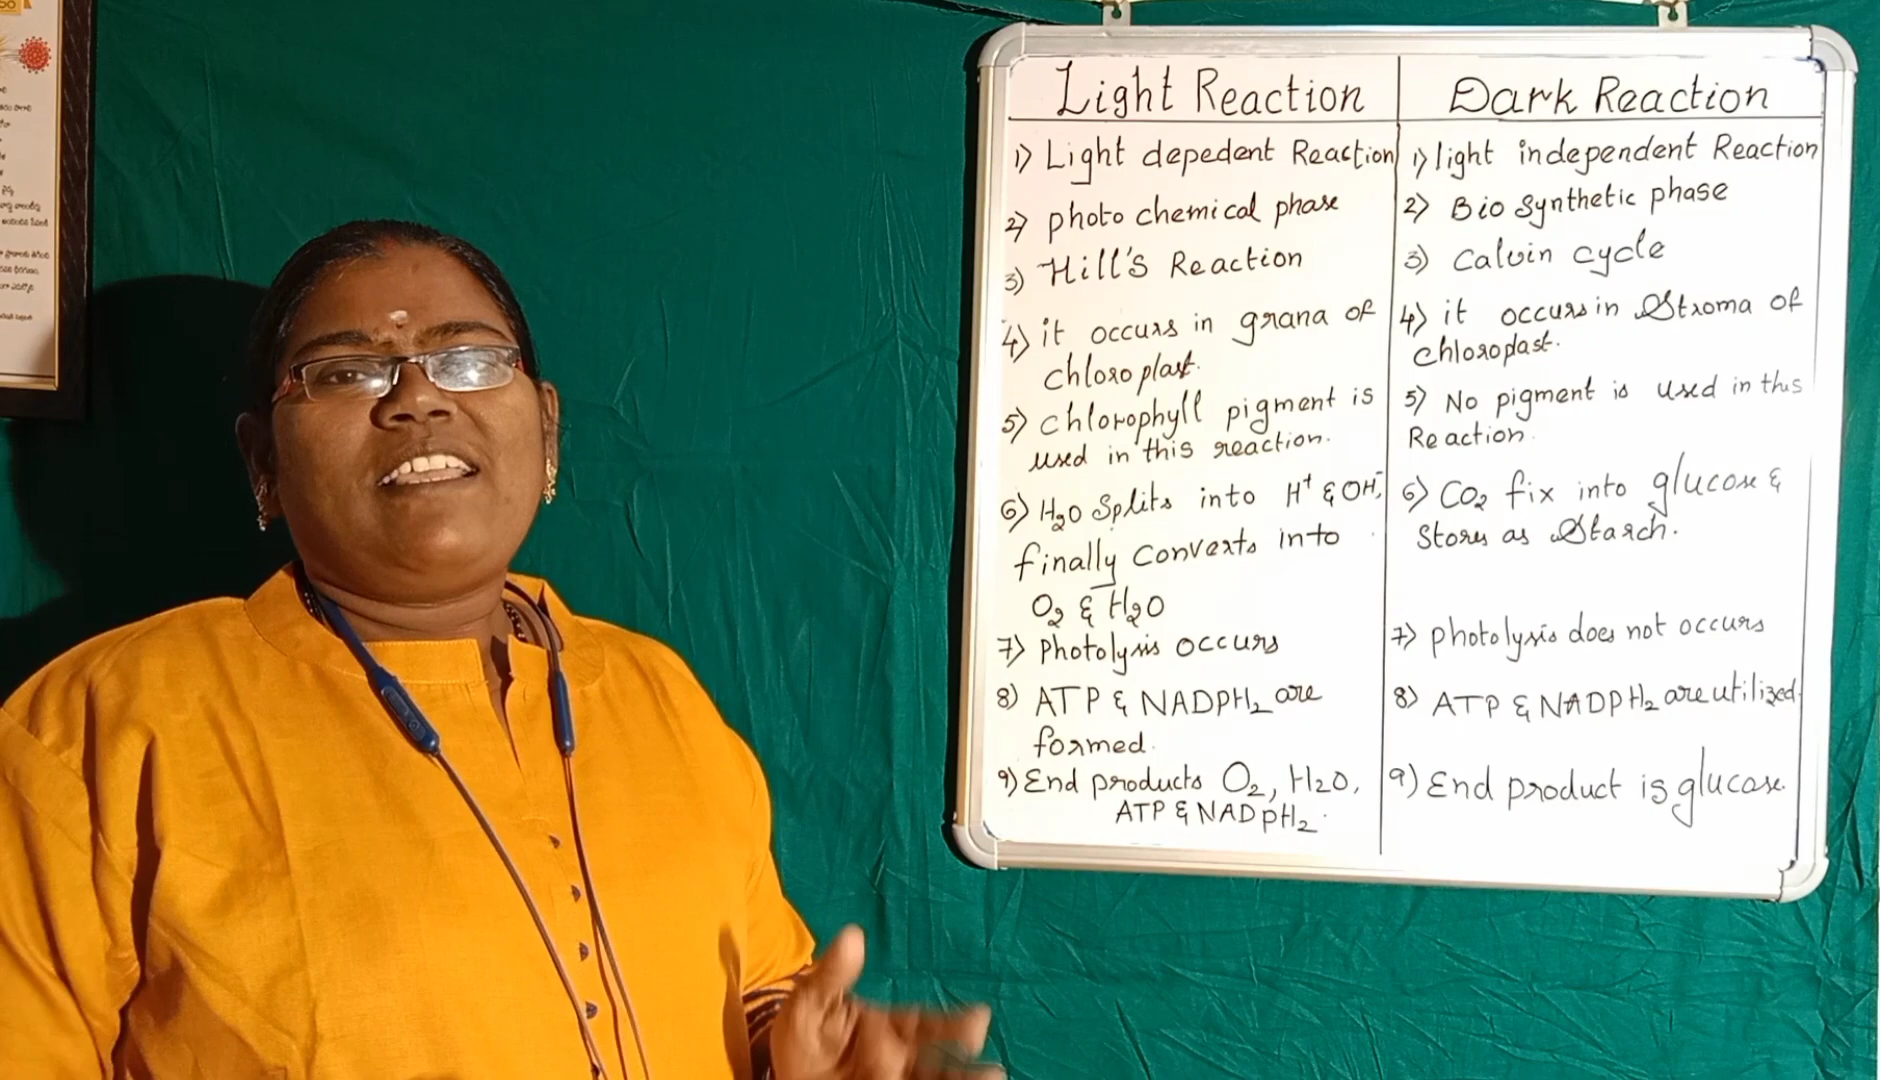 Light Reaction
1) Light depedent Reaction
2) photo chemical phase
3) Hill's Reaction
4) it occurs in grana of
chloroplast.
5) chlorophyll pigment is
used in this reaction.
6) H2O Splits into H+ & OH-,
finally converts into
O2 & H2O
7) Photolysis occurs
8) ATP & NADPH2 are
formed.
9) End products O2, H2O,
ATP & NADPH2.
Dark Reaction
1) light independent Reaction
2) Bio Synthetic phase
3) Calvin cycle
4) it occurs in Stroma of
chloroplast.
5) No pigment is used in this
Reaction.
6) CO2 fix into glucose &
Stores as Starch.
7) photolysis does not occurs
8) ATP & NADPH2 are utilized.
9) End product is glucose.